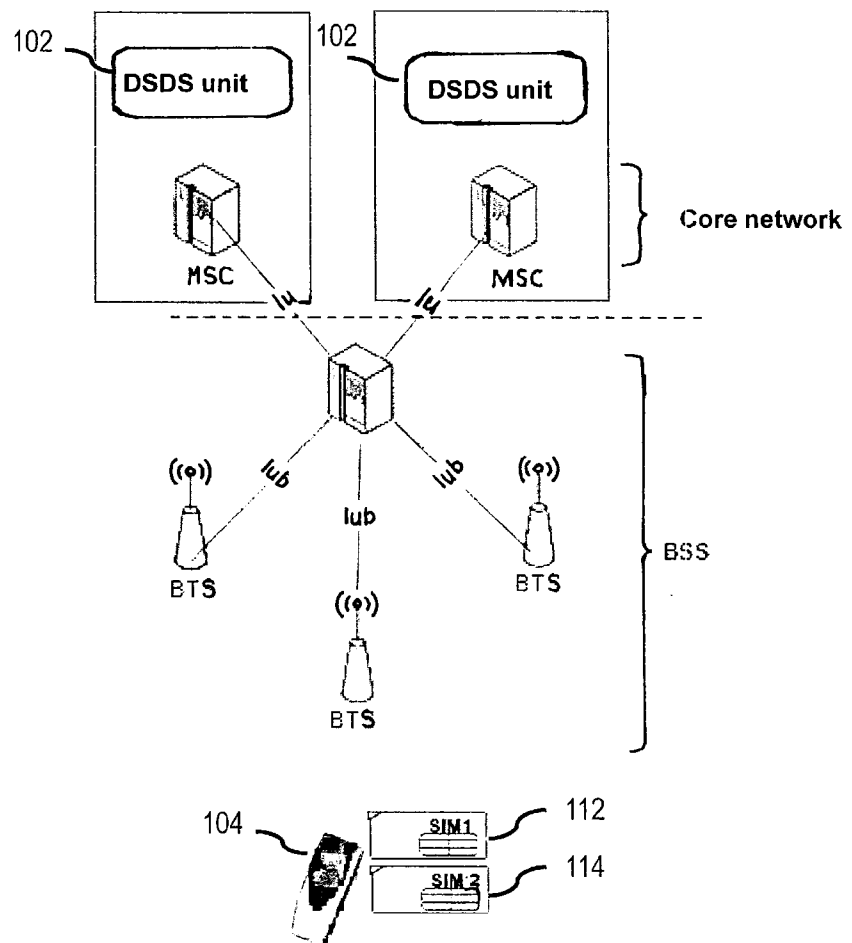 102
102
DSDS unit
DSDS unit
Core network
MSC
MSC
Iu
Iu
Iub
Iub
Iub
BSS
BTS
BTS
BTS
104
SIM1
112
SIM 2
114